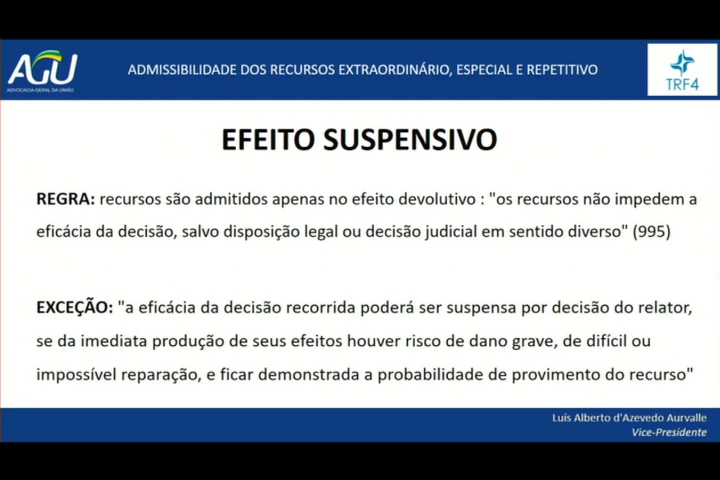 AGU
ADVOCACIA-GERAL DA UNIÃO
ADMISSIBILIDADE DOS RECURSOS EXTRAORDINÁRIO, ESPECIAL E REPETITIVO
TRF4
EFEITO SUSPENSIVO
REGRA: recursos são admitidos apenas no efeito devolutivo : "os recursos não impedem a
eficácia da decisão, salvo disposição legal ou decisão judicial em sentido diverso" (995)
EXCEÇÃO: "a eficácia da decisão recorrida poderá ser suspensa por decisão do relator,
se da imediata produção de seus efeitos houver risco de dano grave, de difícil ou
impossível reparação, e ficar demonstrada a probabilidade de provimento do recurso"
Luís Alberto d'Azevedo Aurvalle
Vice-Presidente